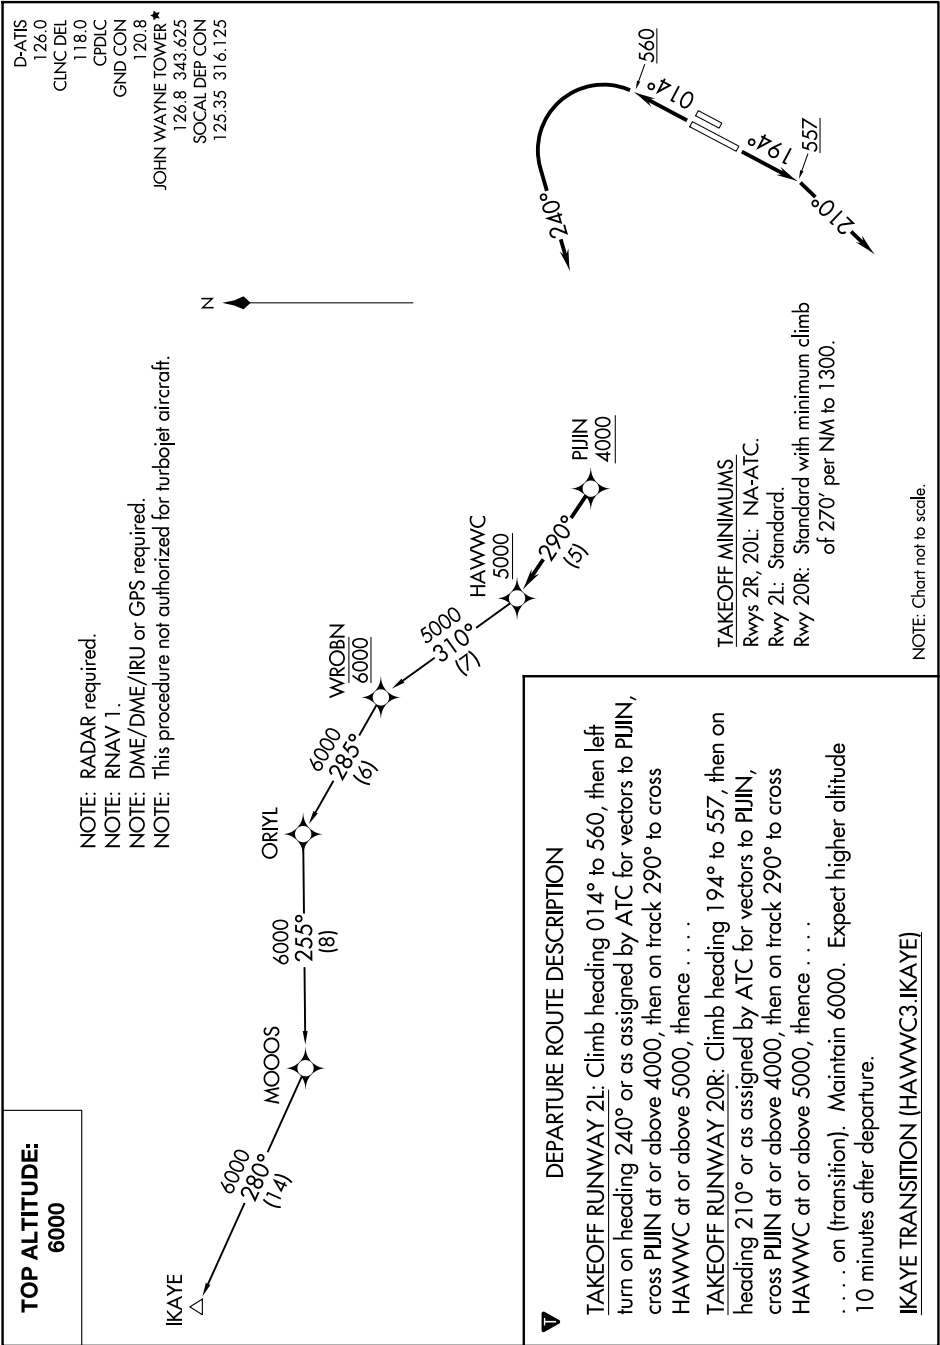 TOP ALTITUDE:
6000
D-ATIS
126.0
CLNC DEL
118.0
CPDLC
GND CON
120.8
JOHN WAYNE TOWER★
126.8 343.625
SOCAL DEP CON
125.35 316.125
NOTE: RADAR required.
NOTE: RNAV 1.
NOTE: DME/DME/IRU or GPS required.
NOTE: This procedure not authorized for turbojet aircraft.
N
IKAYE
6000
280°
(14)
MOOOS
6000
255°
(8)
ORIYL
6000
285°
(6)
WROBN
6000
5000
310°
(7)
HAWWC
5000
290°
(5)
PIJIN
4000
240°
560
014°
194°
557
210°
TAKEOFF MINIMUMS
Rwys 2R, 20L: NA-ATC.
Rwy 2L: Standard.
Rwy 20R: Standard with minimum climb
of 270' per NM to 1300.
NOTE: Chart not to scale.
T
DEPARTURE ROUTE DESCRIPTION
TAKEOFF RUNWAY 2L: Climb heading 014° to 560, then left
turn on heading 240° or as assigned by ATC for vectors to PIJIN,
cross PIJIN at or above 4000, then on track 290° to cross
HAWWC at or above 5000, thence . . . .
TAKEOFF RUNWAY 20R: Climb heading 194° to 557, then on
heading 210° or as assigned by ATC for vectors to PIJIN,
cross PIJIN at or above 4000, then on track 290° to cross
HAWWC at or above 5000, thence . . . .
. . . . on (transition). Maintain 6000. Expect higher altitude
10 minutes after departure.
IKAYE TRANSITION (HAWWC3.IKAYE)